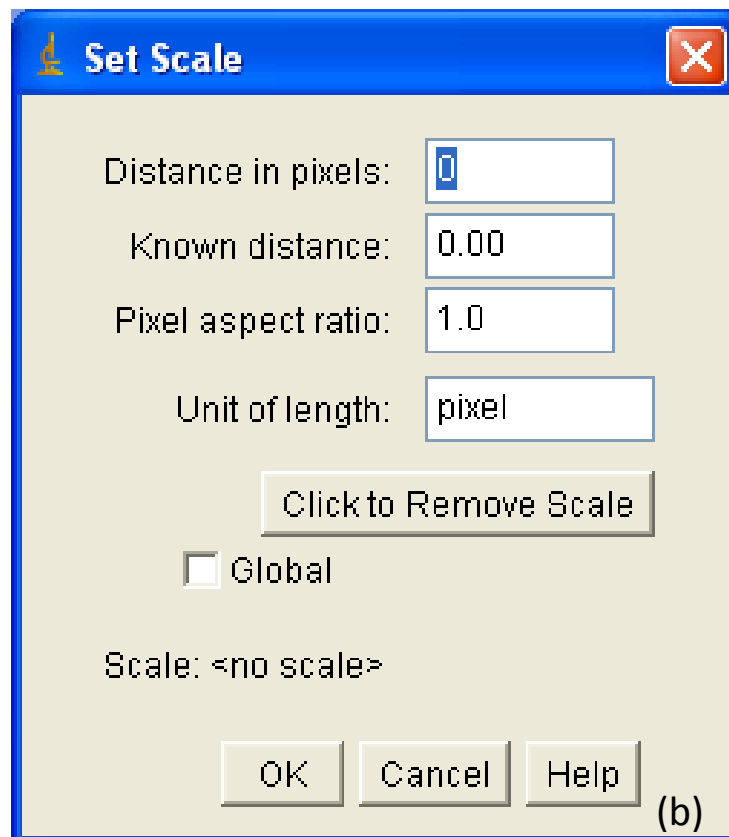 Set Scale
Distance in pixels: 0
Known distance: 0.00
Pixel aspect ratio: 1.0
Unit of length: pixel
Click to Remove Scale
Global
Scale: <no scale>
OK Cancel Help
(b)